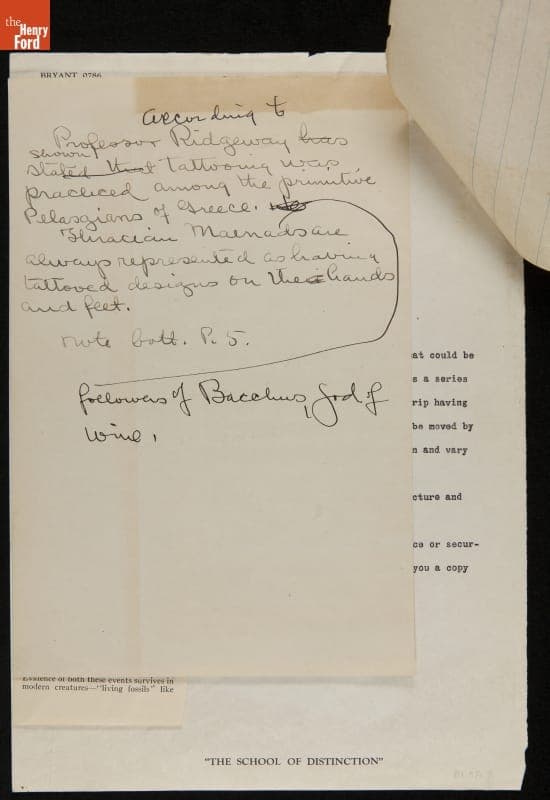 the
Henry
Ford
BRYANT 0786
according to
Professor Ridgeway has
shown
stated that tattooing was
practiced among the primitive
Pelasgians of Greece.
Thracian Maenads are
always represented as having
tattoved designs on the hands
and feet.
note bott. P. 5.
followers of Bacchus, god of
wine,
at could be
s a series
rip having
be moved by
n and vary
cture and
ce or secur-
you a copy
Evidence of both these events survives in
modern creatures—"living fossils" like
"THE SCHOOL OF DISTINCTION"